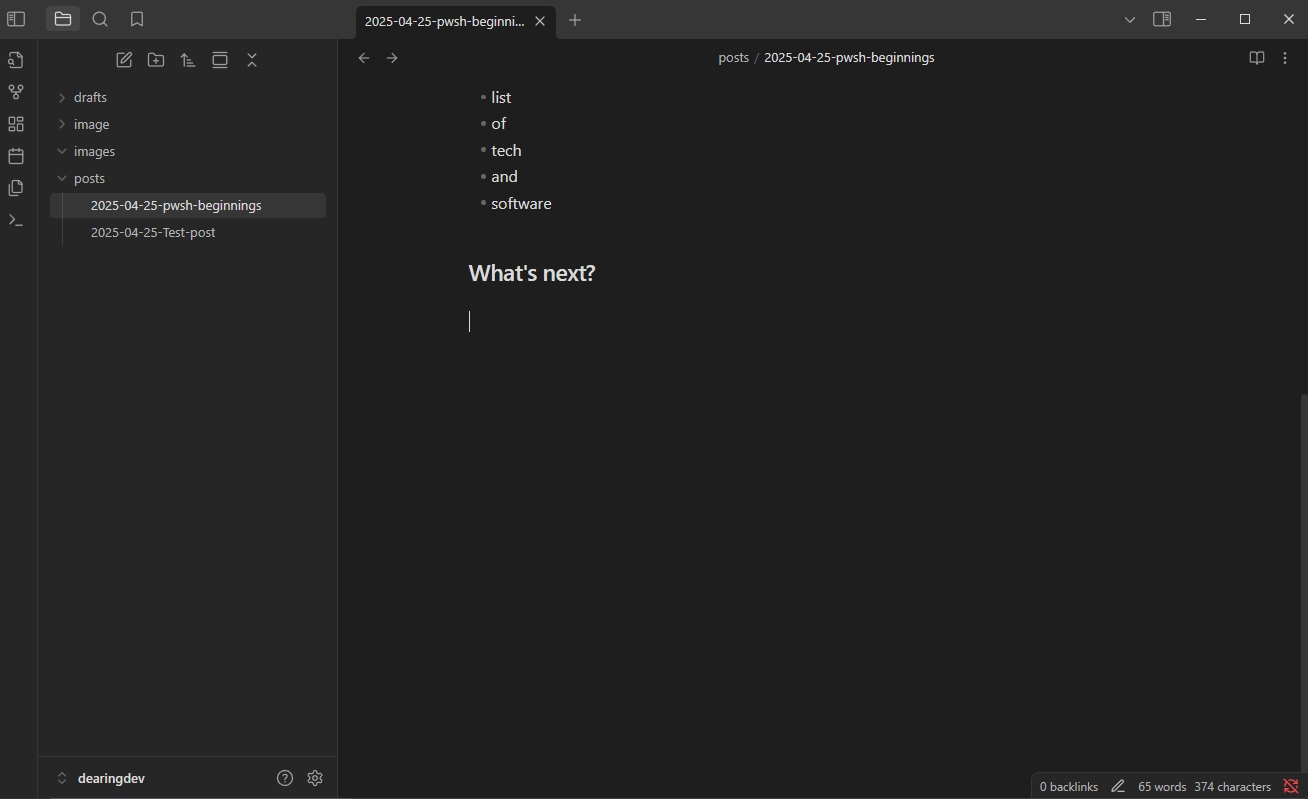 2025-04-25-pwsh-beginni...
posts / 2025-04-25-pwsh-beginnings
drafts
image
images
posts
2025-04-25-pwsh-beginnings
2025-04-25-Test-post
list
of
tech
and
software
What's next?
dearingdev
0 backlinks 65 words 374 characters